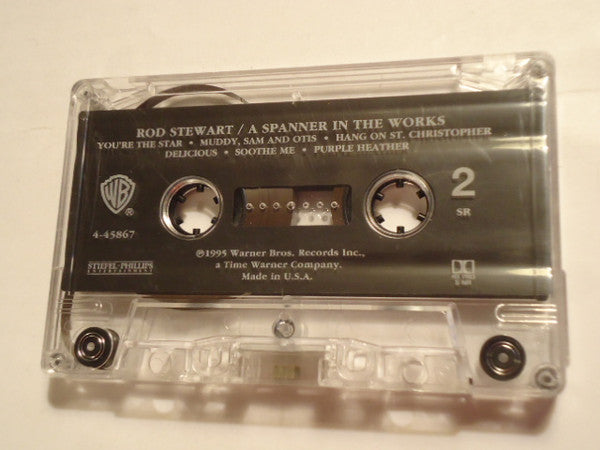 ROD STEWART / A SPANNER IN THE WORKS
YOU'RE THE STAR • MUDDY, SAM AND OTIS • HANG ON ST. CHRISTOPHER
DELICIOUS • SOOTHE ME • PURPLE HEATHER
WB
®
4-45867
2
SR
STIEFEL-PHILLIPS
ENTERTAINMENT
℗1995 Warner Bros. Records Inc.,
a Time Warner Company.
Made in U.S.A.